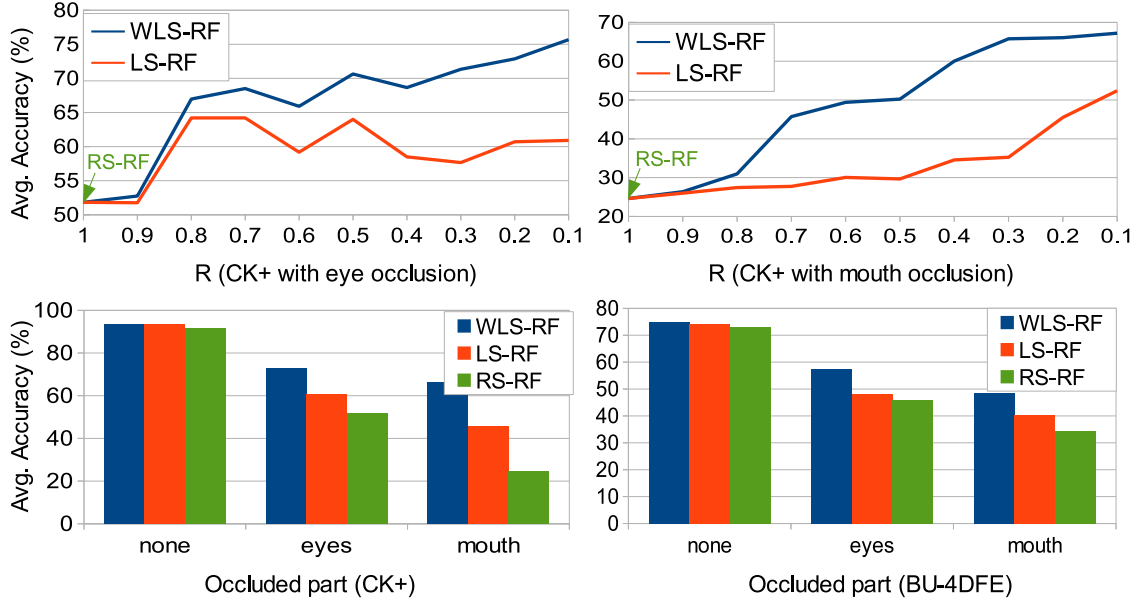 Avg. Accuracy (%)
80
75
70
65
60
55
50
WLS-RF
LS-RF
RS-RF
1 0.9 0.8 0.7 0.6 0.5 0.4 0.3 0.2 0.1
R (CK+ with eye occlusion)
70
60
50
40
30
20
WLS-RF
LS-RF
RS-RF
1 0.9 0.8 0.7 0.6 0.5 0.4 0.3 0.2 0.1
R (CK+ with mouth occlusion)
Avg. Accuracy (%)
100
80
60
40
20
0
WLS-RF
LS-RF
RS-RF
none eyes mouth
Occluded part (CK+)
80
70
60
50
40
30
20
10
0
WLS-RF
LS-RF
RS-RF
none eyes mouth
Occluded part (BU-4DFE)